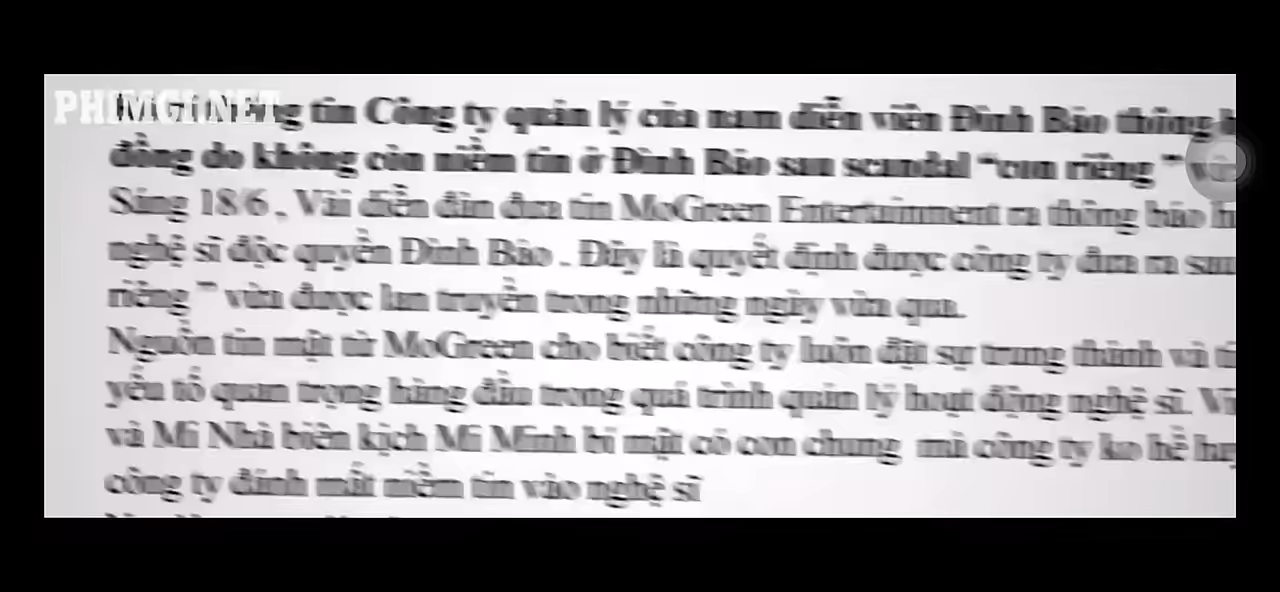 PHIMGI.NET
tin Công ty quản lý của nam diễn viên Đình Bảo thông
đồng do không còn niềm tin ở Đình Bảo sau scandal “con riêng ”
Sáng 18/6 . Vài diễn đàn đưa tin MoGreen Entertainment ra thông báo
nghệ sĩ độc quyền Đình Bảo . Đây là quyết định được công ty đưa ra sau
riêng ” vừa được lan truyền trong những ngày vừa qua.
Nguồn tin mật từ MoGreen cho biết công ty luôn đặt sự trung thành và
yếu tố quan trọng hàng đầu trong quá trình quản lý hoạt động nghệ sĩ.
và Mi Nhà biên kịch Mi Minh bí mật có con chung mà công ty ko hề
công ty đánh mất niềm tin vào nghệ sĩ